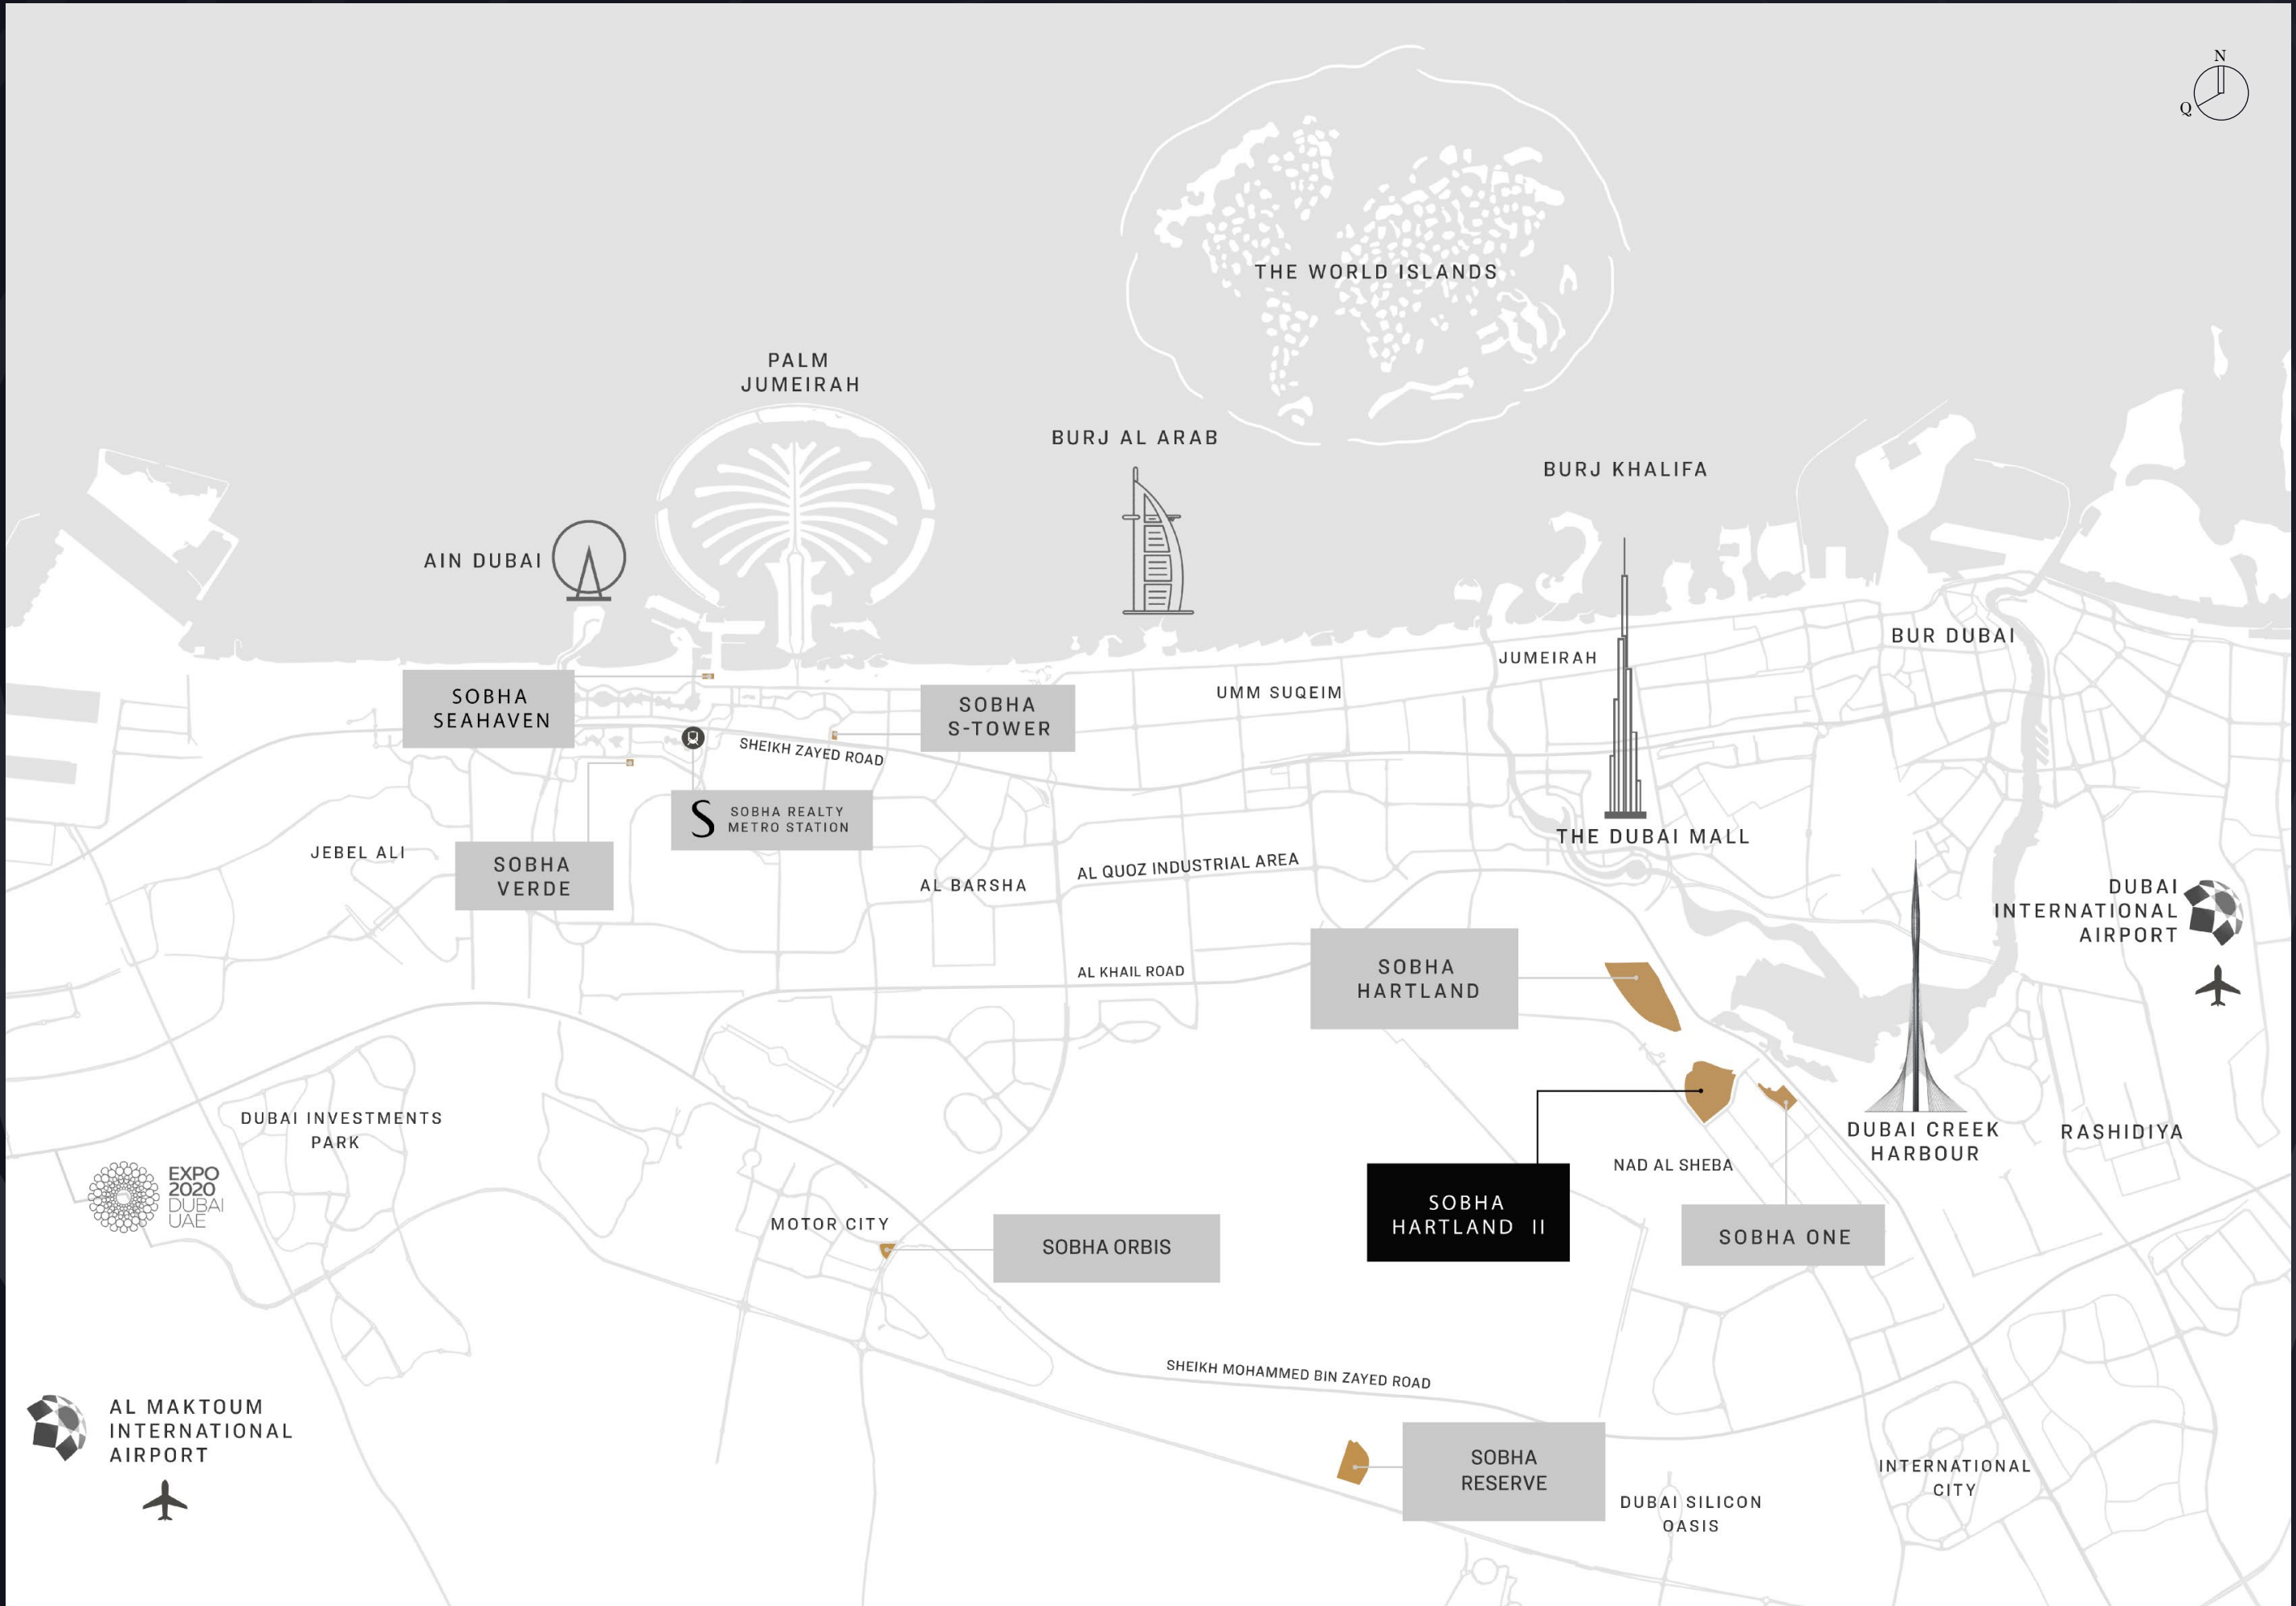 N
Q
THE WORLD ISLANDS
PALM
JUMEIRAH
BURJ AL ARAB
BURJ KHALIFA
AIN DUBAI
BUR DUBAI
JUMEIRAH
UMM SUQEIM
SOBHA
SEAHAVEN
SOBHA
S-TOWER
SHEIKH ZAYED ROAD
S
SOBHA REALTY
METRO STATION
THE DUBAI MALL
JEBEL ALI
SOBHA
VERDE
AL BARSHA
AL QUOZ INDUSTRIAL AREA
DUBAI
INTERNATIONAL
AIRPORT
AL KHAIL ROAD
SOBHA
HARTLAND
DUBAI INVESTMENTS
PARK
DUBAI CREEK
HARBOUR
RASHIDIYA
NAD AL SHEBA
EXPO
2020
DUBAI
UAE
SOBHA
HARTLAND II
MOTOR CITY
SOBHA ORBIS
SOBHA ONE
SHEIKH MOHAMMED BIN ZAYED ROAD
AL MAKTOUM
INTERNATIONAL
AIRPORT
SOBHA
RESERVE
INTERNATIONAL
CITY
DUBAI SILICON
OASIS